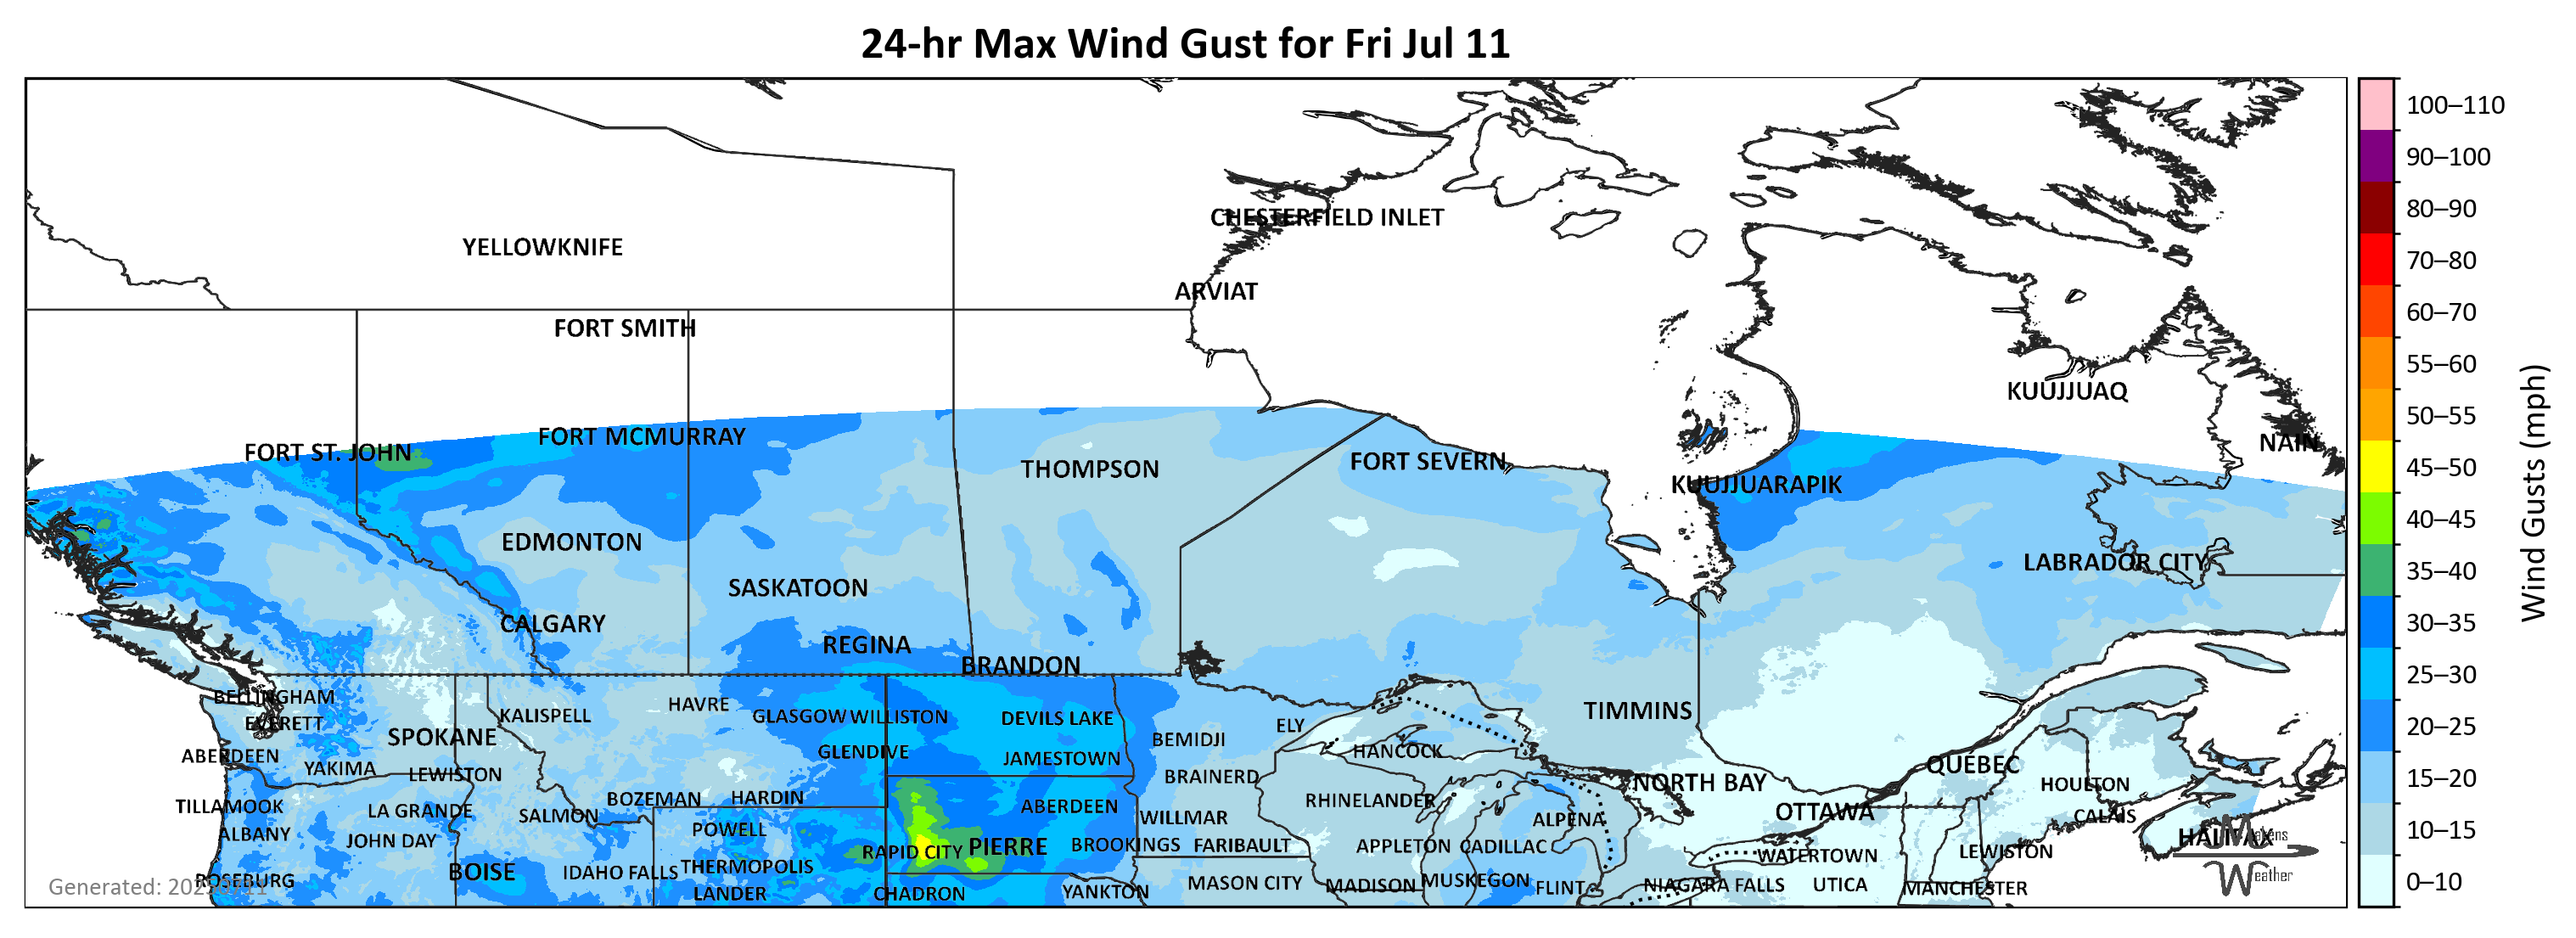 24-hr Max Wind Gust for Fri Jul 11
100–110
90–100
80–90
70–80
60–70
55–60
50–55
45–50
40–45
35–40
30–35
25–30
20–25
15–20
10–15
0–10
Wind Gusts (mph)
CHESTERFIELD INLET
YELLOWKNIFE
ARVIAT
FORT SMITH
KUUJJUAQ
FORT MCMURRAY
NAIN
FORT ST. JOHN
THOMPSON
FORT SEVERN
KUUJJUARAPIK
EDMONTON
LABRADOR CITY
SASKATOON
CALGARY
REGINA
BRANDON
BELLINGHAM
HAVRE
TIMMINS
KALISPELL
GLASGOW WILLISTON
DEVILS LAKE
EVERETT
ELY
SPOKANE
BEMIDJI
ABERDEEN
GLENDIVE
JAMESTOWN
HANCOCK
QUEBEC
YAKIMA
LEWISTON
BRAINERD
NORTH BAY
HOULTON
TILLAMOOK
BOZEMAN
HARDIN
ABERDEEN
RHINELANDER
LA GRANDE
SALMON
WILLMAR
ALPENA
OTTAWA
CALAIS
ALBANY
JOHN DAY
POWELL
HALIFAX
Makens
Weather
RAPID CITY
PIERRE
BROOKINGS
FARIBAULT
APPLETON
CADILLAC
WATERTOWN
LEWISTON
BOISE
IDAHO FALLS
THERMOPOLIS
ROSEBURG
LANDER
CHADRON
YANKTON
MASON CITY
MADISON
MUSKEGON
FLINT
NIAGARA FALLS
UTICA
MANCHESTER
Generated: